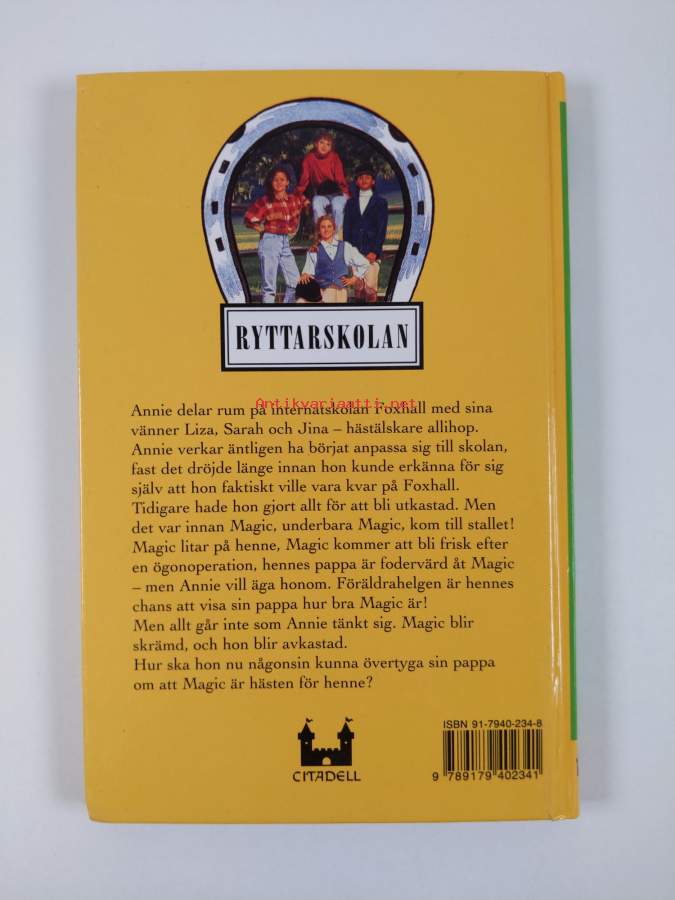 RYTTARSKOLAN
Antikvariaatti.net
Annie delar rum på internatskolan Foxhall med sina
vänner Liza, Sarah och Jina – hästälskare allihop.
Annie verkar äntligen ha börjat anpassa sig till skolan,
fast det dröjde länge innan hon kunde erkänna för sig
själv att hon faktiskt ville vara kvar på Foxhall.
Tidigare hade hon gjort allt för att bli utkastad. Men
det var innan Magic, underbara Magic, kom till stallet!
Magic litar på henne, Magic kommer att bli frisk efter
en ögonoperation, hennes pappa är fodervärd åt Magic
– men Annie vill äga honom. Föräldrahelgen är hennes
chans att visa sin pappa hur bra Magic är!
Men allt går inte som Annie tänkt sig. Magic blir
skrämd, och hon blir avkastad.
Hur ska hon nu någonsin kunna övertyga sin pappa
om att Magic är hästen för henne?
CITADELL
ISBN 91-7940-234-8
9 789179 402341